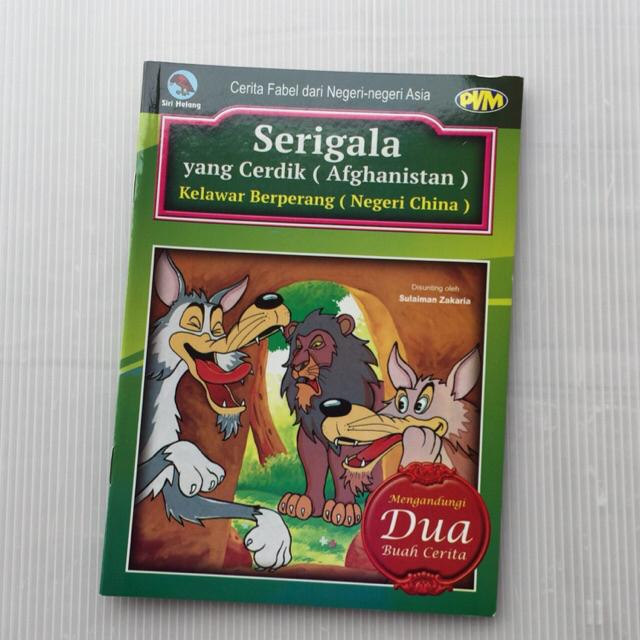 Siri Helang
Cerita Fabel dari Negeri-negeri Asia
PVM
Serigala
yang Cerdik ( Afghanistan )
Kelawar Berperang ( Negeri China )
Disunting oleh
Sulaiman Zakaria
Mengandungi
Dua
Buah Cerita